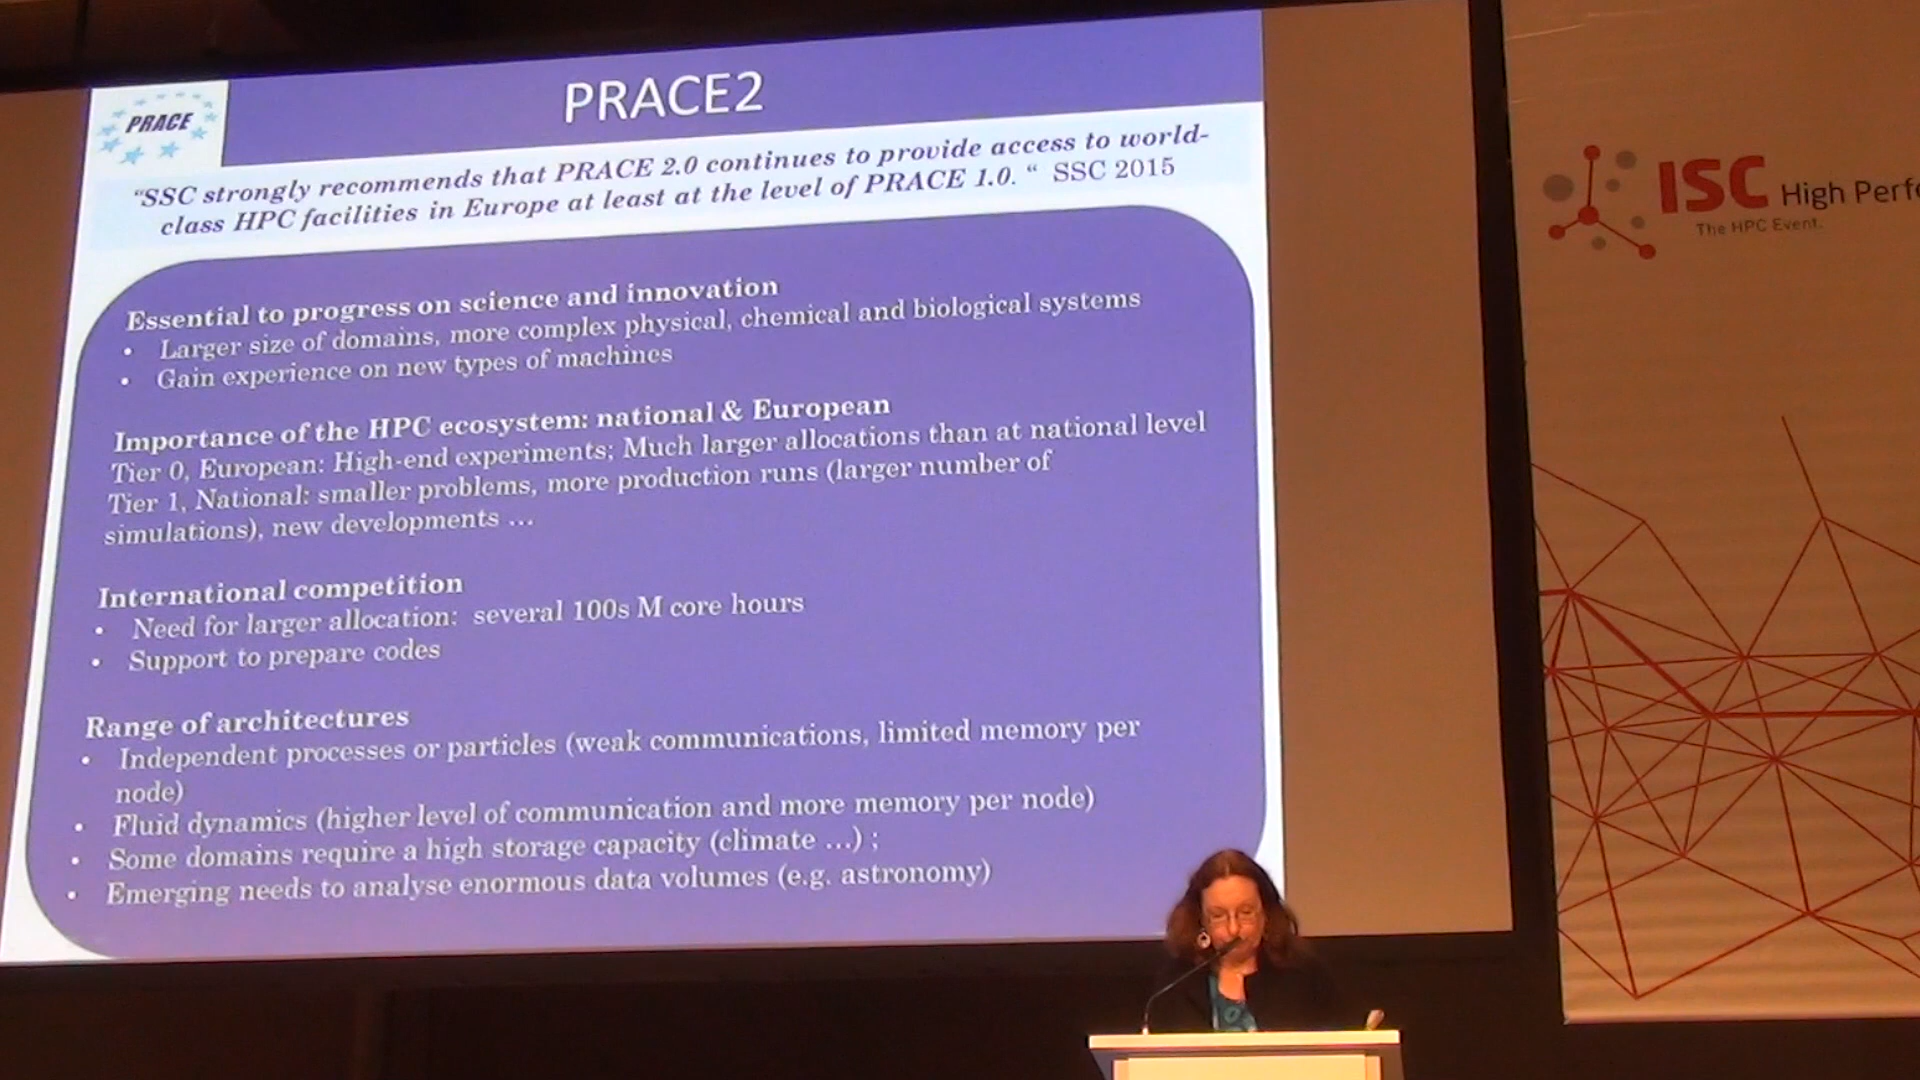 PRACE
PRACE2
“SSC strongly recommends that PRACE 2.0 continues to provide access to world-
class HPC facilities in Europe at least at the level of PRACE 1.0. “ SSC 2015
Essential to progress on science and innovation
• Larger size of domains, more complex physical, chemical and biological systems
• Gain experience on new types of machines
Importance of the HPC ecosystem: national & European
Tier 0, European: High-end experiments; Much larger allocations than at national level
Tier 1, National: smaller problems, more production runs (larger number of
simulations), new developments ...
International competition
• Need for larger allocation: several 100s M core hours
• Support to prepare codes
Range of architectures
• Independent processes or particles (weak communications, limited memory per
node)
• Fluid dynamics (higher level of communication and more memory per node)
• Some domains require a high storage capacity (climate ...) ;
• Emerging needs to analyse enormous data volumes (e.g. astronomy)
ISC High Perfo
The HPC Event.